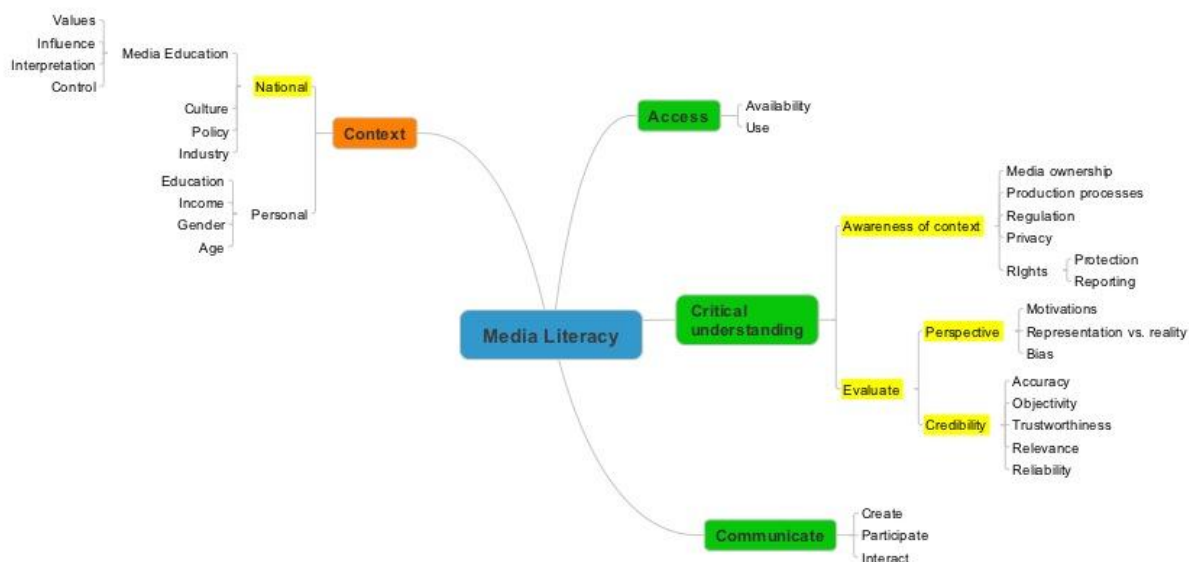 Values
Influence
Interpretation
Control
Media Education
National
Culture
Policy
Industry
Context
Education
Income
Gender
Age
Personal
Media Literacy
Access
Availability
Use
Critical
understanding
Awareness of context
Media ownership
Production processes
Regulation
Privacy
RIghts
Protection
Reporting
Evaluate
Perspective
Motivations
Representation vs. reality
Bias
Credibility
Accuracy
Objectivity
Trustworthiness
Relevance
Reliability
Communicate
Create
Participate
Interact